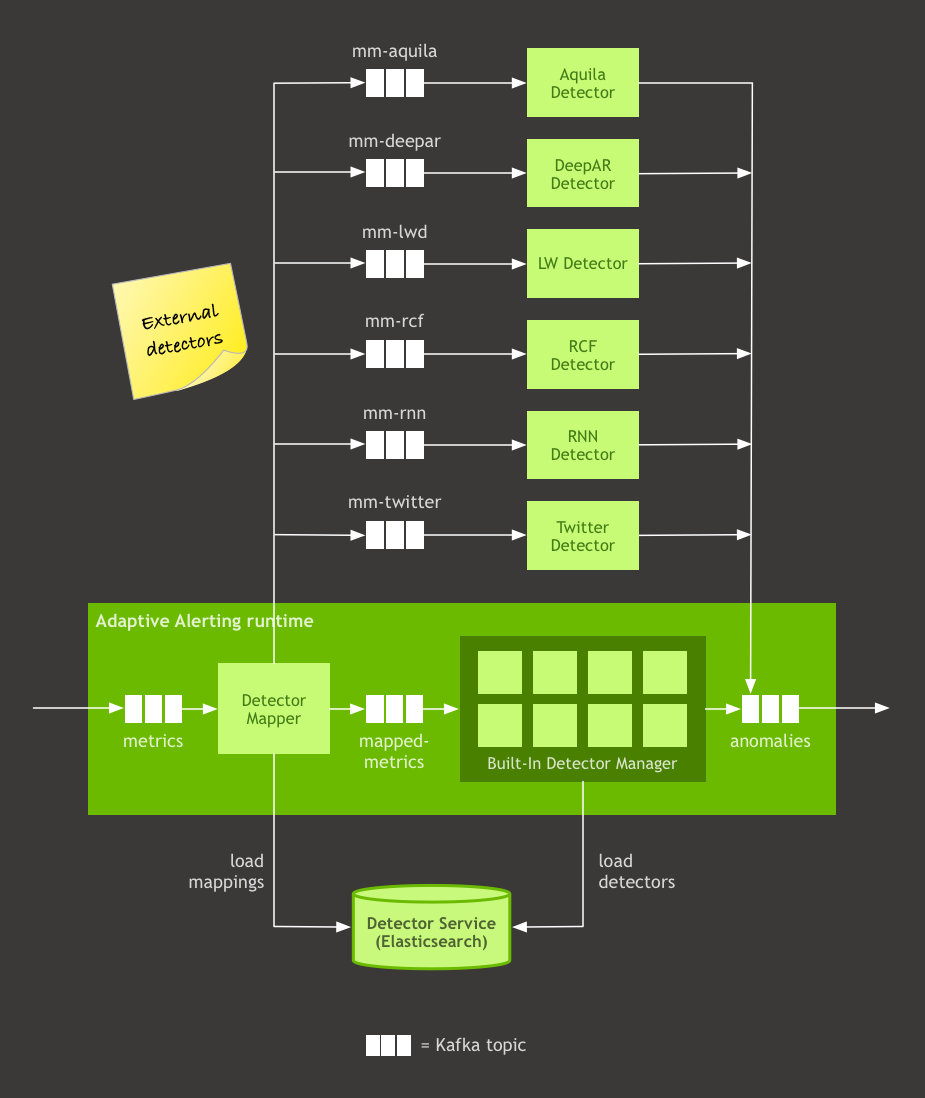 mm-aquila
Aquila
Detector
mm-deepar
DeepAR
Detector
mm-lwd
LW Detector
External
detectors
mm-rcf
RCF
Detector
mm-rnn
RNN
Detector
mm-twitter
Twitter
Detector
Adaptive Alerting runtime
metrics
Detector
Mapper
mapped-
metrics
Built-In Detector Manager
anomalies
load
mappings
load
detectors
Detector Service
(Elasticsearch)
= Kafka topic